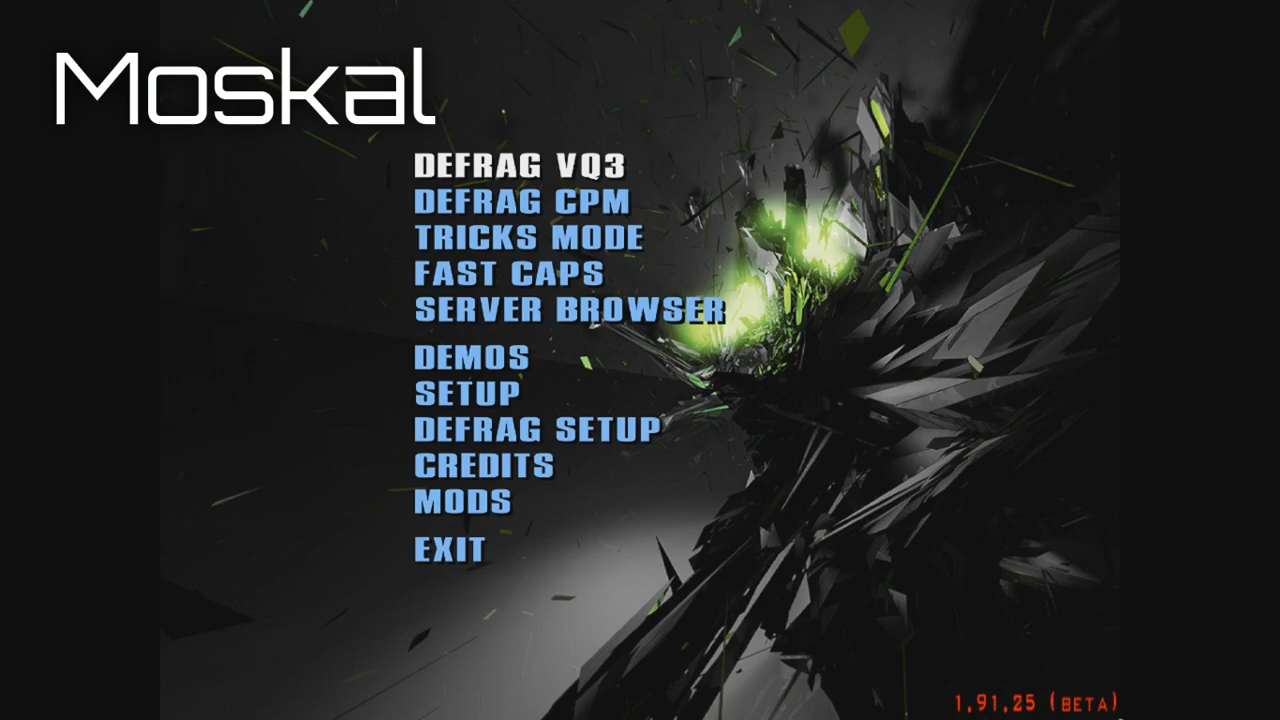 Moskal
DEFRAG VQ3
DEFRAG CPM
TRICKS MODE
FAST CAPS
SERVER BROWSER
DEMOS
SETUP
DEFRAG SETUP
CREDITS
MODS
EXIT
1.91.25 (BETA)